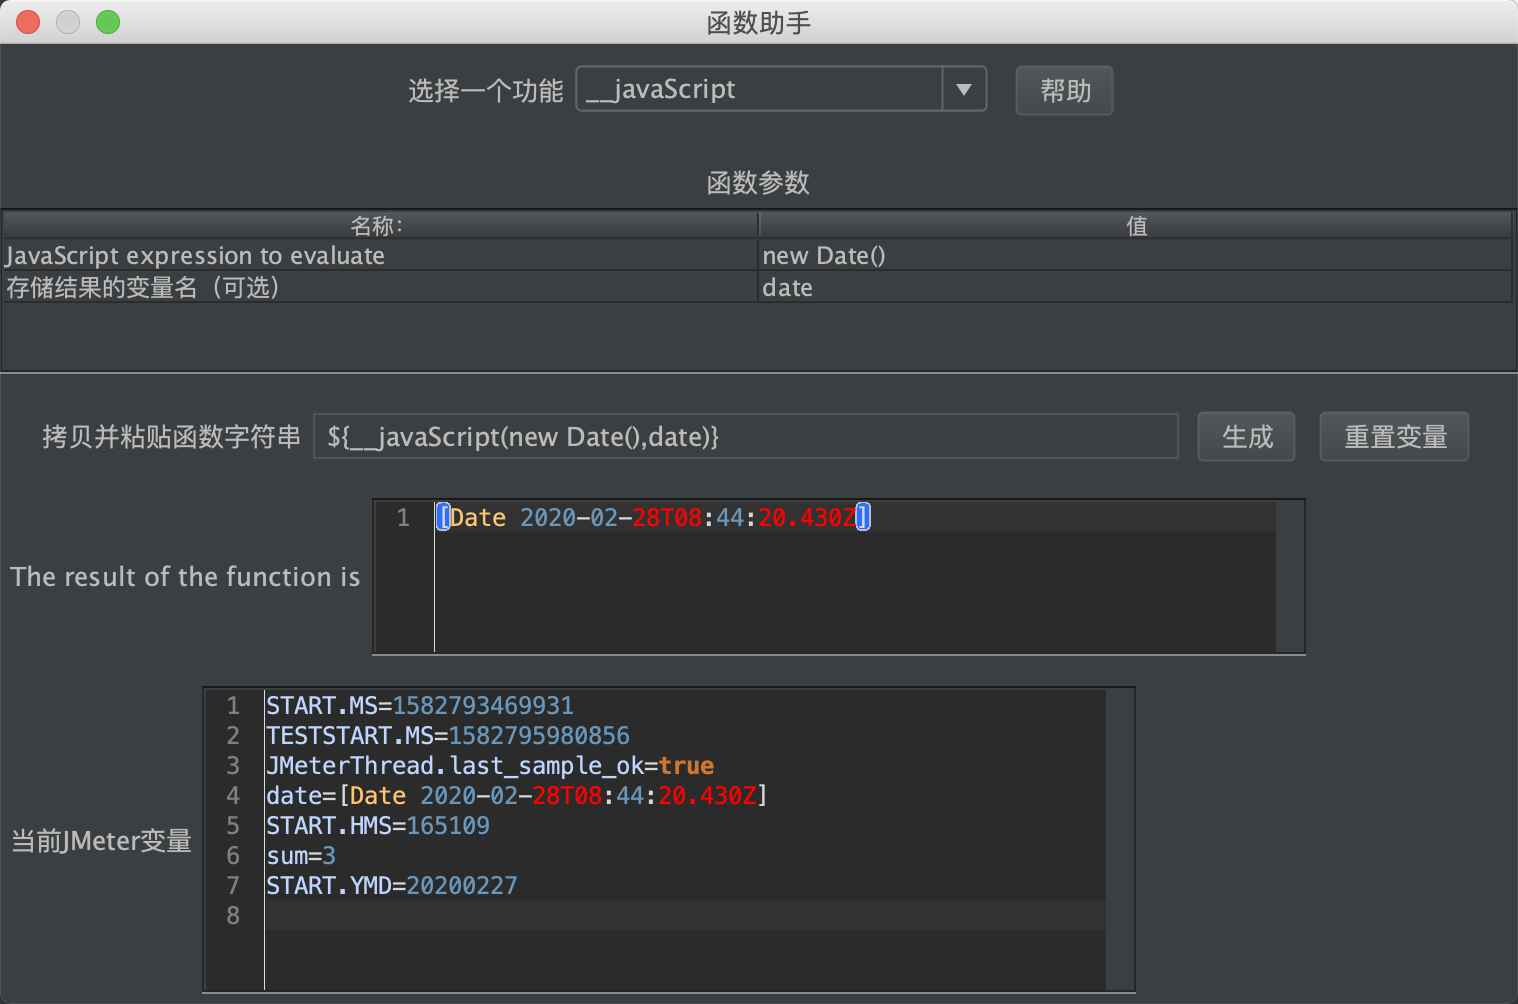 函数助手
选择一个功能 __javaScript 帮助
函数参数
名称: 值
JavaScript expression to evaluate new Date()
存储结果的变量名（可选） date
拷贝并粘贴函数字符串 ${__javaScript(new Date(),date)} 生成 重置变量
1 [Date 2020-02-28T08:44:20.430Z]
The result of the function is
1 START.MS=1582793469931
2 TESTSTART.MS=1582795980856
3 JMeterThread.last_sample_ok=true
4 date=[Date 2020-02-28T08:44:20.430Z]
5 START.HMS=165109
当前JMeter变量
6 sum=3
7 START.YMD=20200227
8